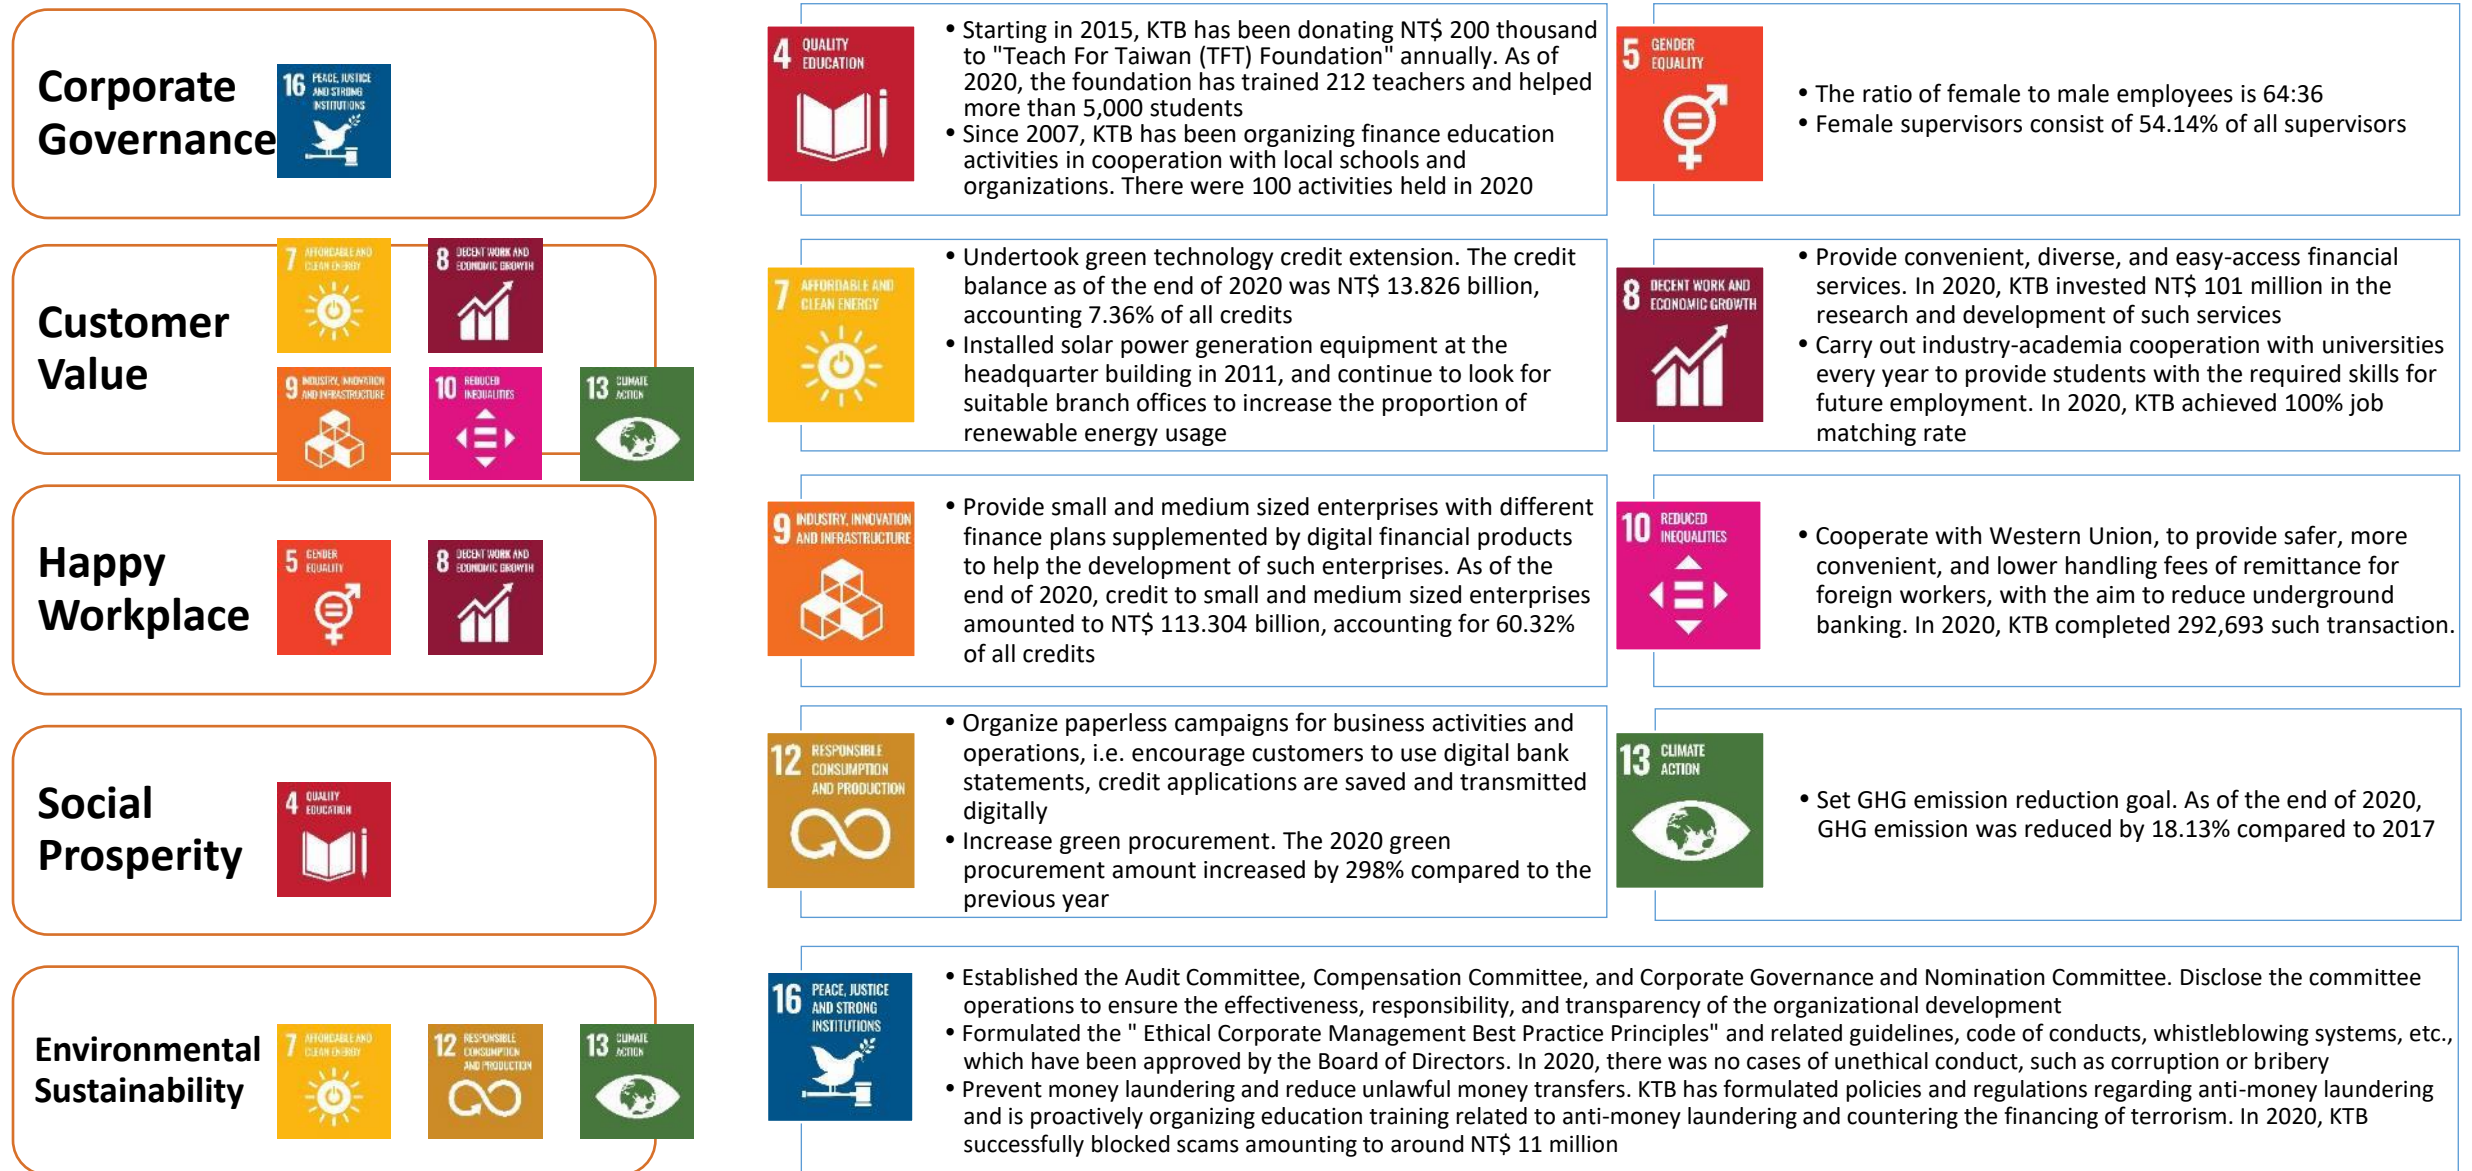 Corporate
Governance
16 PEACE, JUSTICE
AND STRONG
INSTITUTIONS
Customer
Value
7 AFFORDABLE AND
CLEAN ENERGY
8 DECENT WORK AND
ECONOMIC GROWTH
9 INDUSTRY, INNOVATION
AND INFRASTRUCTURE
10 REDUCED
INEQUALITIES
13 CLIMATE
ACTION
Happy
Workplace
5 GENDER
EQUALITY
8 DECENT WORK AND
ECONOMIC GROWTH
Social
Prosperity
4 QUALITY
EDUCATION
Environmental
Sustainability
7 AFFORDABLE AND
CLEAN ENERGY
12 RESPONSIBLE
CONSUMPTION
AND PRODUCTION
13 CLIMATE
ACTION
4 QUALITY
EDUCATION
• Starting in 2015, KTB has been donating NT$ 200 thousand
to "Teach For Taiwan (TFT) Foundation" annually. As of
2020, the foundation has trained 212 teachers and helped
more than 5,000 students
• Since 2007, KTB has been organizing finance education
activities in cooperation with local schools and
organizations. There were 100 activities held in 2020
5 GENDER
EQUALITY
• The ratio of female to male employees is 64:36
• Female supervisors consist of 54.14% of all supervisors
7 AFFORDABLE AND
CLEAN ENERGY
• Undertook green technology credit extension. The credit
balance as of the end of 2020 was NT$ 13.826 billion,
accounting 7.36% of all credits
• Installed solar power generation equipment at the
headquarter building in 2011, and continue to look for
suitable branch offices to increase the proportion of
renewable energy usage
8 DECENT WORK AND
ECONOMIC GROWTH
• Provide convenient, diverse, and easy-access financial
services. In 2020, KTB invested NT$ 101 million in the
research and development of such services
• Carry out industry-academia cooperation with universities
every year to provide students with the required skills for
future employment. In 2020, KTB achieved 100% job
matching rate
9 INDUSTRY, INNOVATION
AND INFRASTRUCTURE
• Provide small and medium sized enterprises with different
finance plans supplemented by digital financial products
to help the development of such enterprises. As of the
end of 2020, credit to small and medium sized enterprises
amounted to NT$ 113.304 billion, accounting for 60.32%
of all credits
10 REDUCED
INEQUALITIES
• Cooperate with Western Union, to provide safer, more
convenient, and lower handling fees of remittance for
foreign workers, with the aim to reduce underground
banking. In 2020, KTB completed 292,693 such transaction.
12 RESPONSIBLE
CONSUMPTION
AND PRODUCTION
• Organize paperless campaigns for business activities and
operations, i.e. encourage customers to use digital bank
statements, credit applications are saved and transmitted
digitally
• Increase green procurement. The 2020 green
procurement amount increased by 298% compared to the
previous year
13 CLIMATE
ACTION
• Set GHG emission reduction goal. As of the end of 2020,
GHG emission was reduced by 18.13% compared to 2017
16 PEACE, JUSTICE
AND STRONG
INSTITUTIONS
• Established the Audit Committee, Compensation Committee, and Corporate Governance and Nomination Committee. Disclose the committee
operations to ensure the effectiveness, responsibility, and transparency of the organizational development
• Formulated the " Ethical Corporate Management Best Practice Principles" and related guidelines, code of conducts, whistleblowing systems, etc.,
which have been approved by the Board of Directors. In 2020, there was no cases of unethical conduct, such as corruption or bribery
• Prevent money laundering and reduce unlawful money transfers. KTB has formulated policies and regulations regarding anti-money laundering
and is proactively organizing education training related to anti-money laundering and countering the financing of terrorism. In 2020, KTB
successfully blocked scams amounting to around NT$ 11 million